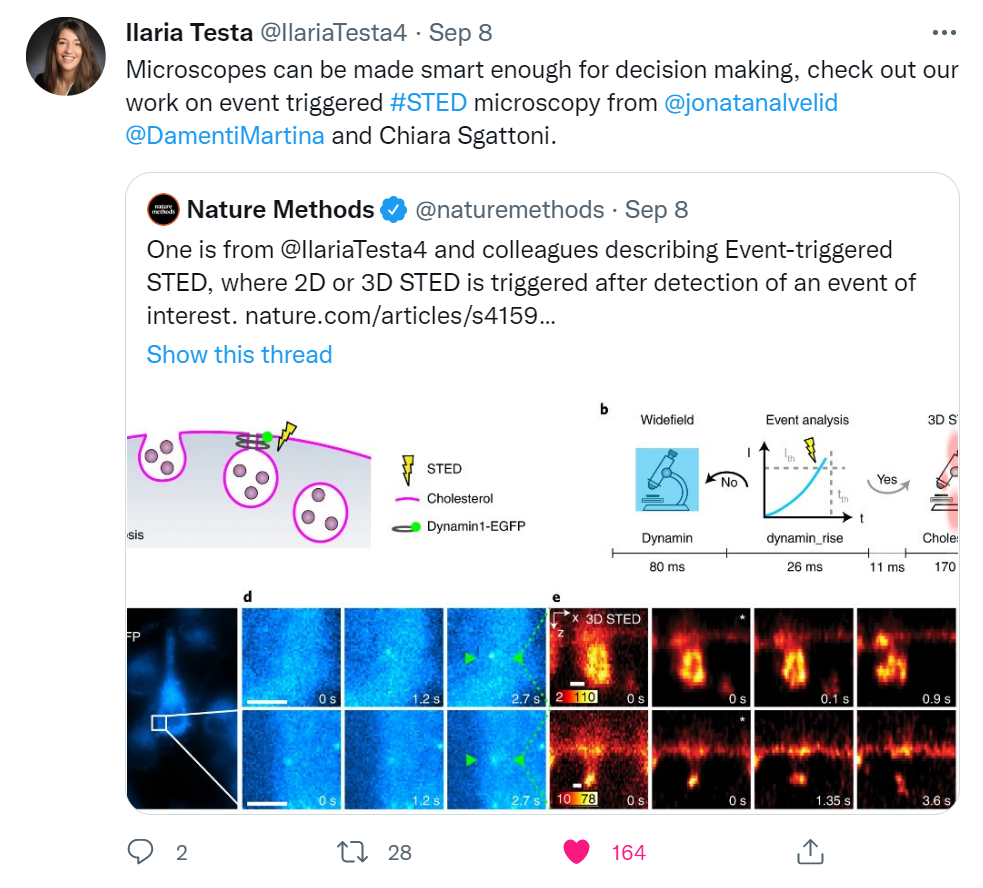 Ilaria Testa @IlariaTesta4 · Sep 8
Microscopes can be made smart enough for decision making, check out our
work on event triggered #STED microscopy from @jonatanalvelid
@DamentiMartina and Chiara Sgattoni.
nature methods
Nature Methods @naturemethods · Sep 8
One is from @IlariaTesta4 and colleagues describing Event-triggered
STED, where 2D or 3D STED is triggered after detection of an event of
interest. nature.com/articles/s4159…
Show this thread
sis
STED
Cholesterol
Dynamin1-EGFP
b
Widefield Event analysis 3D S
I
I th
No
t th
t
Yes
Dynamin dynamin_rise Choles
80 ms 26 ms 11 ms 170
d e
FP
0 s 1.2 s 2.7 s
x 3D STED
z
2 110 0 s
* 0 s 0.1 s 0.9 s
0 s 1.2 s 2.7 s
10 78 0 s
* 0 s 1.35 s 3.6 s
2 28 164